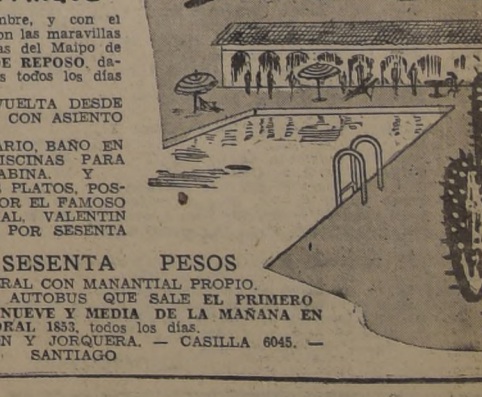 mbre, y con el
on las maravillas
as del Maipo de
E REPOSO, da-
s todos los días
VUELTA DESDE
CON ASIENTO
ARIO, BAÑO EN
ISCINAS PARA
ABINA. Y
S PLATOS, POS-
OR EL FAMOSO
AL, VALENTIN
POR SESENTA
SESENTA PESOS
RAL CON MANANTIAL PROPIO.
AUTOBUS QUE SALE EL PRIMERO
NUEVE Y MEDIA DE LA MAÑANA EN
ORAL 1853, todos los días.
N Y JORQUERA. — CASILLA 6045. —
SANTIAGO